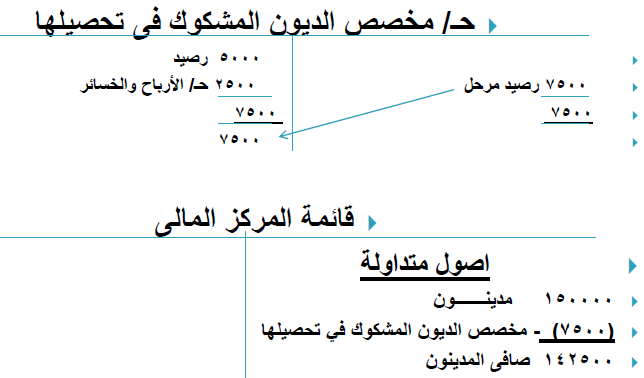 حـ/ مخصص الديون المشكوك فى تحصيلها
٥٠٠٠ رصيد
٧٥٠٠ رصيد مرحل
٢٥٠٠ حـ/ الأرباح والخسائر
٧٥٠٠
٧٥٠٠
٧٥٠٠
قائمة المركز المالى
اصول متداولة
١٥٠٠٠٠ مدينـــــون
(٧٥٠٠) - مخصص الديون المشكوك في تحصيلها
١٤٢٥٠٠ صافى المدينون